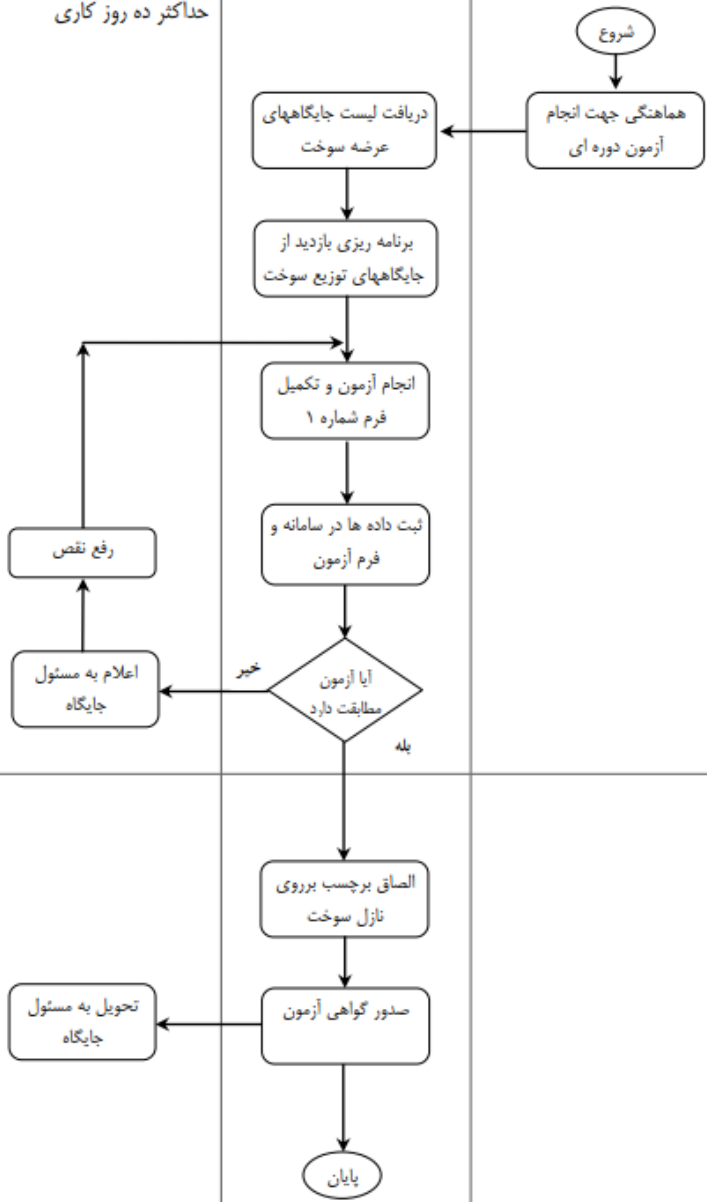 حداکثر ده روز کاری
شروع
هماهنگی جهت انجام
آزمون دوره ای
دریافت لیست جایگاههای
عرضه سوخت
برنامه ریزی بازدید از
جایگاههای توزیع سوخت
انجام آزمون و تکمیل
فرم شماره ۱
ثبت داده ها در سامانه و
فرم آزمون
رفع نقص
آیا آزمون
مطابقت دارد
خیر
اعلام به مسئول
جایگاه
بله
الصاق برچسب برروی
نازل سوخت
صدور گواهی آزمون
تحویل به مسئول
جایگاه
پایان